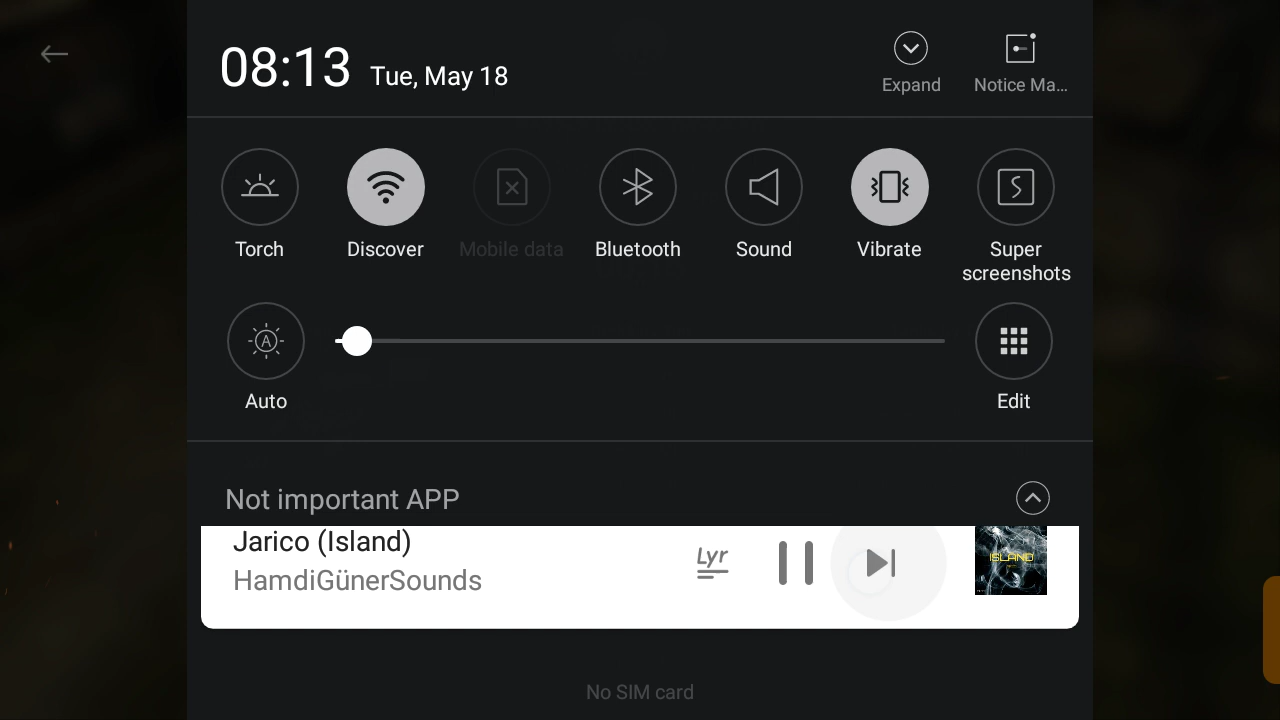 08:13 Tue, May 18
Expand Notice Ma...
Torch Discover Mobile data Bluetooth Sound Vibrate Super screenshots
A
Auto Edit
Not important APP
Jarico (Island)
HamdiGünerSounds
Lyr
ISLAND
No SIM card